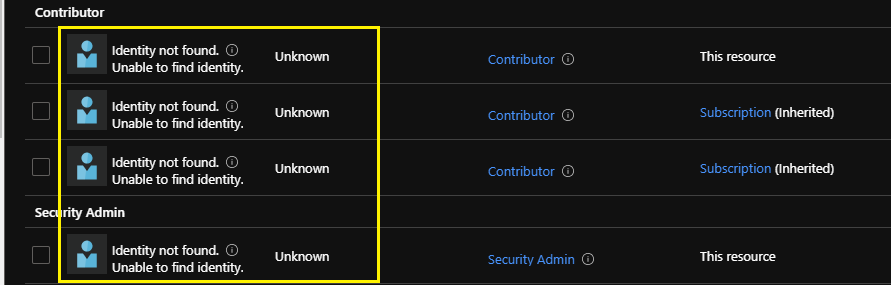 Contributor
Identity not found.
Unable to find identity.
Unknown
Contributor
This resource
Identity not found.
Unable to find identity.
Unknown
Contributor
Subscription (Inherited)
Identity not found.
Unable to find identity.
Unknown
Contributor
Subscription (Inherited)
Security Admin
Identity not found.
Unable to find identity.
Unknown
Security Admin
This resource